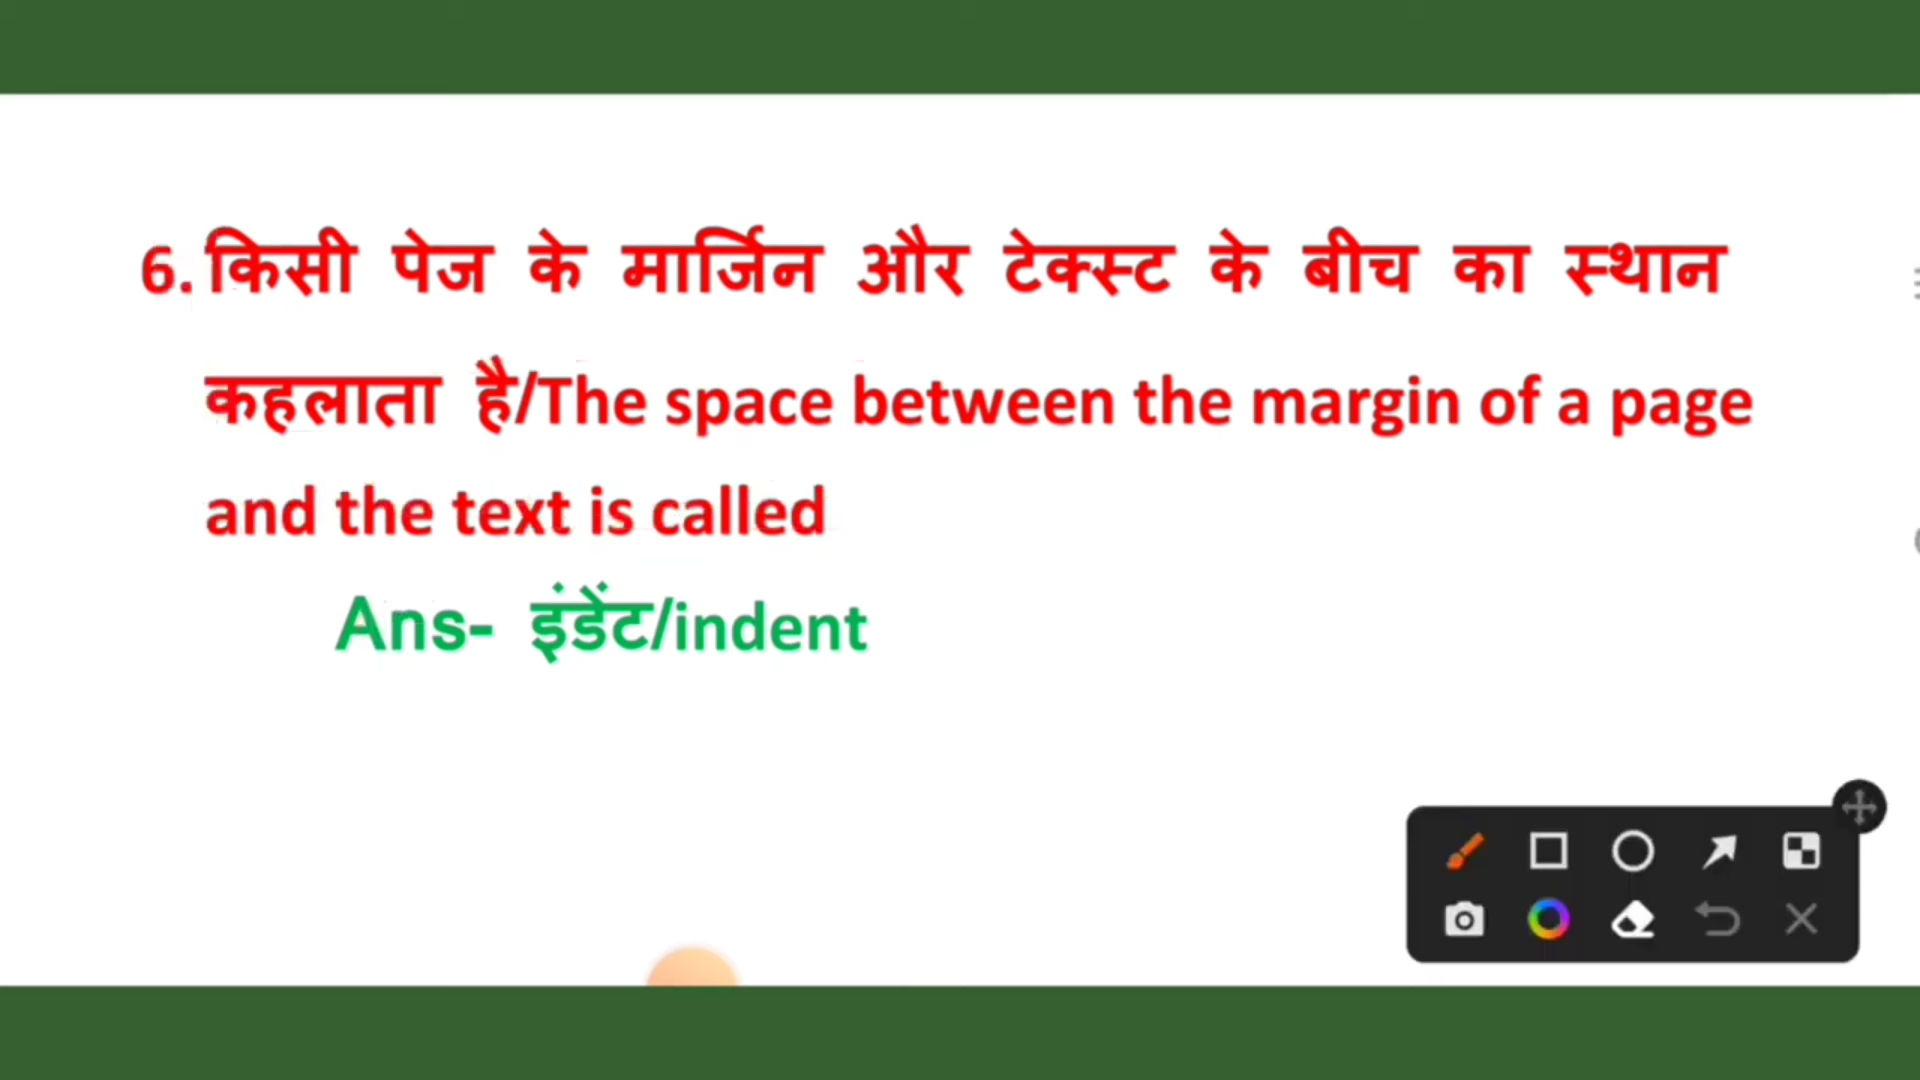 6. किसी पेज के मार्जिन और टेक्स्ट के बीच का स्थान
कहलाता है/The space between the margin of a page
and the text is called
Ans- इंडेंट/indent